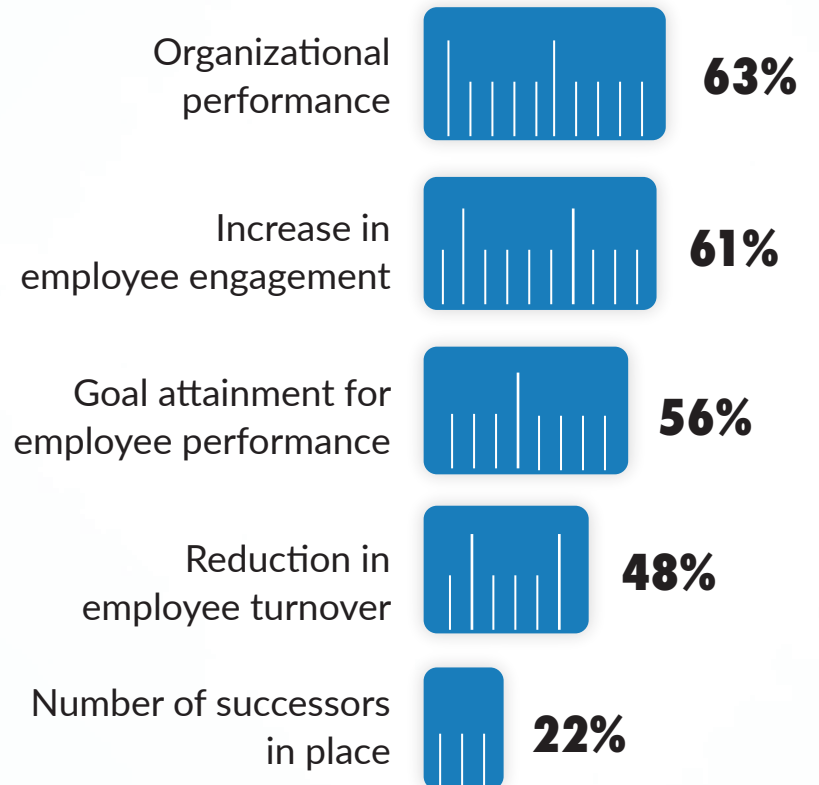 Organizational
performance
63%
Increase in
employee engagement
61%
Goal attainment for
employee performance
56%
Reduction in
employee turnover
48%
Number of successors
in place
22%